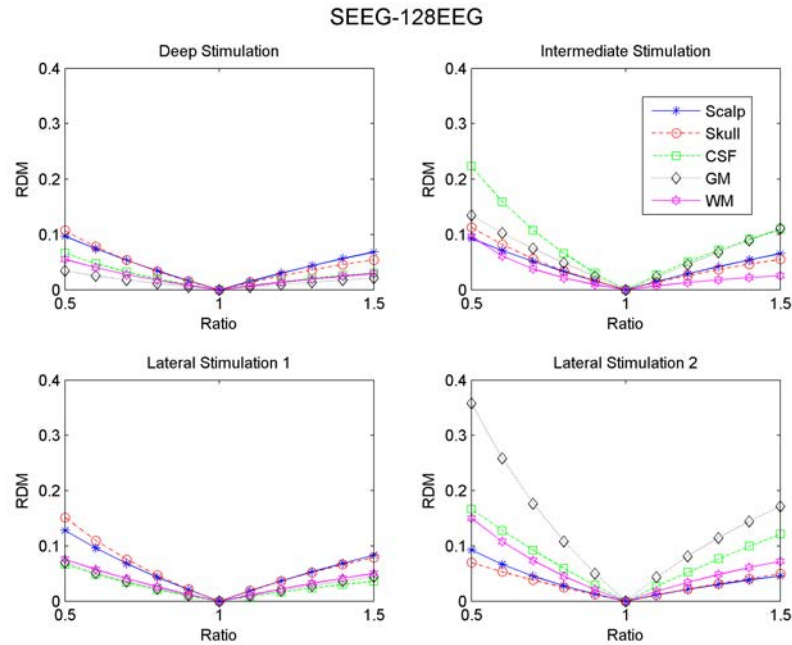 SEEG-128EEG
Deep Stimulation
0.4
0.3
0.2
0.1
0
RDM
0.5
1
1.5
Ratio
Intermediate Stimulation
0.4
0.3
0.2
0.1
0
RDM
0.5
1
1.5
Ratio
Scalp
Skull
CSF
GM
WM
Lateral Stimulation 1
0.4
0.3
0.2
0.1
0
RDM
0.5
1
1.5
Ratio
Lateral Stimulation 2
0.4
0.3
0.2
0.1
0
RDM
0.5
1
1.5
Ratio